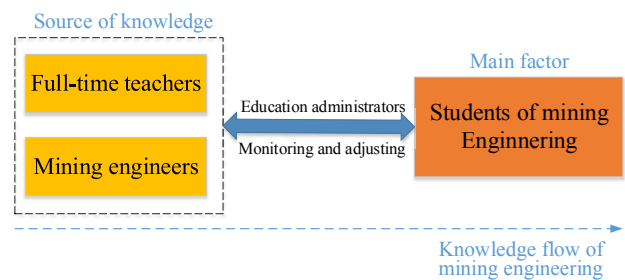 Source of knowledge
Full-time teachers
Mining engineers
Education administrators
Monitoring and adjusting
Main factor
Students of mining
Enginnering
Knowledge flow of
mining engineering